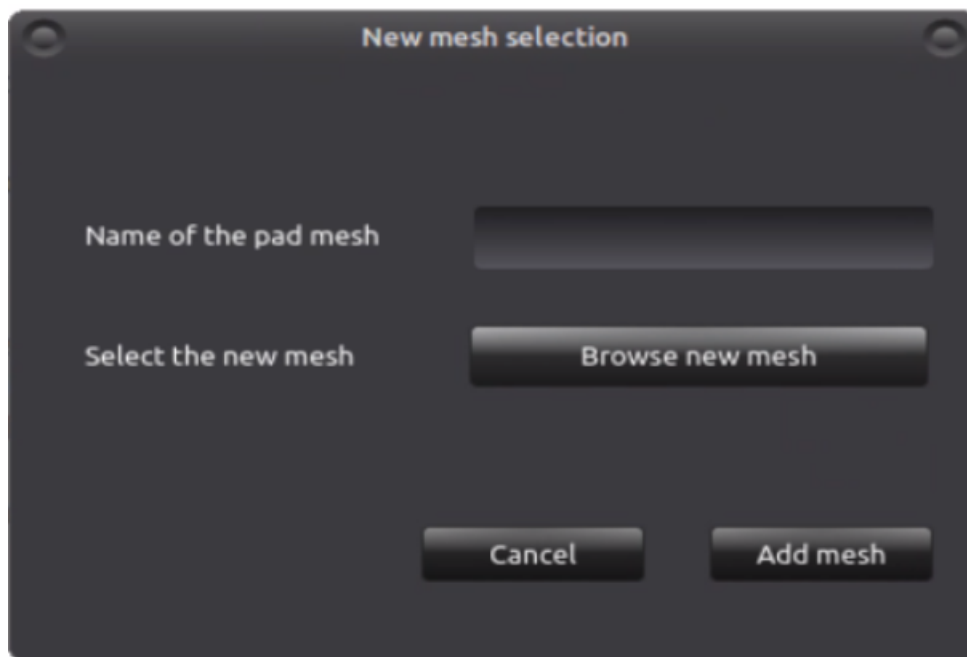 New mesh selection
Name of the pad mesh
Select the new mesh
Browse new mesh
Cancel
Add mesh